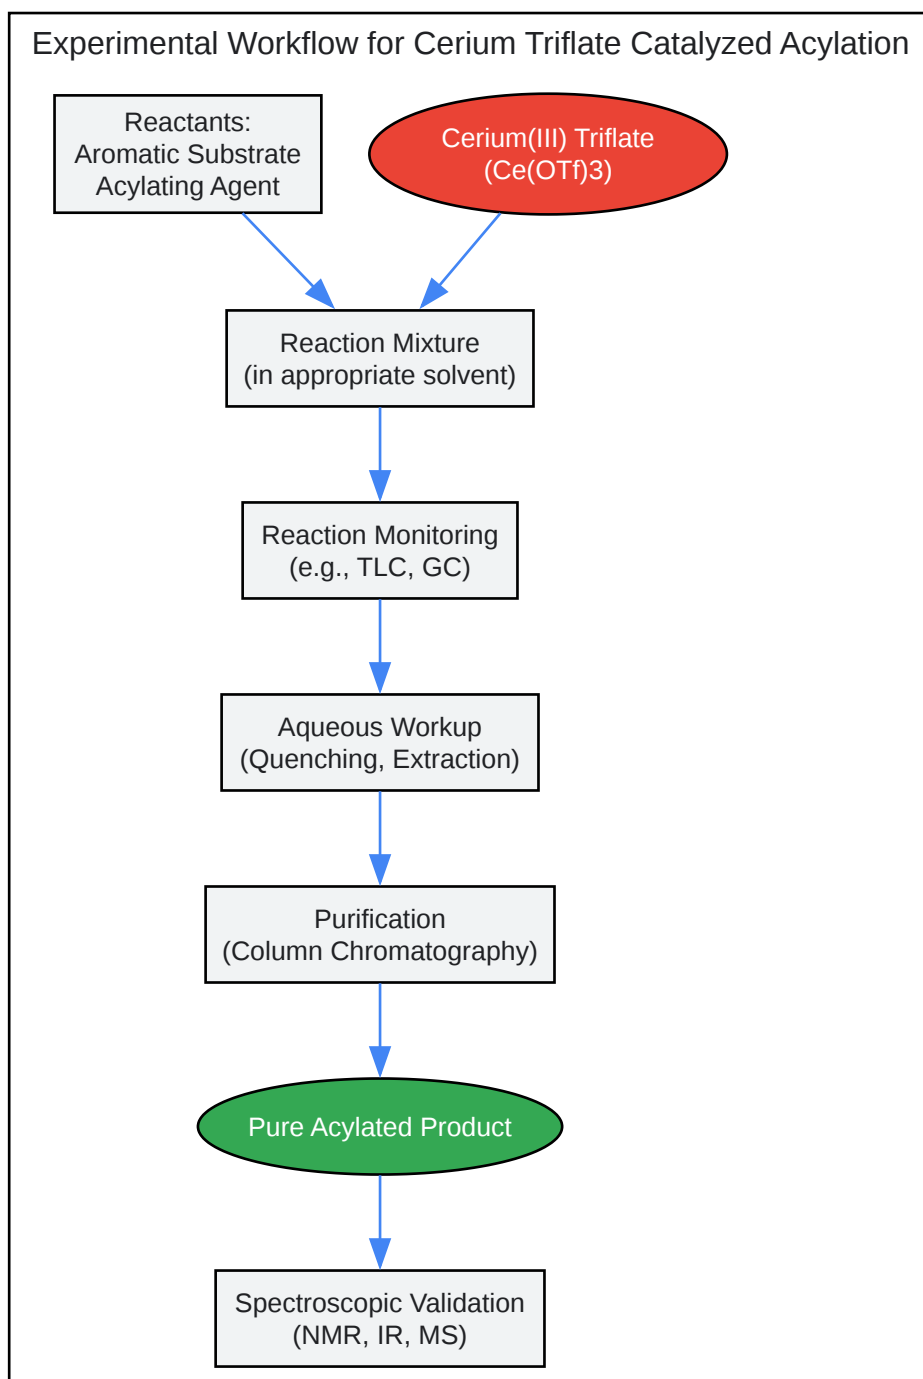 Experimental Workflow for Cerium Triflate Catalyzed Acylation
Reactants:
Aromatic Substrate
Acylating Agent
Cerium(III) Triflate
(Ce(OTf)3)
Reaction Mixture
(in appropriate solvent)
Reaction Monitoring
(e.g., TLC, GC)
Aqueous Workup
(Quenching, Extraction)
Purification
(Column Chromatography)
Pure Acylated Product
Spectroscopic Validation
(NMR, IR, MS)